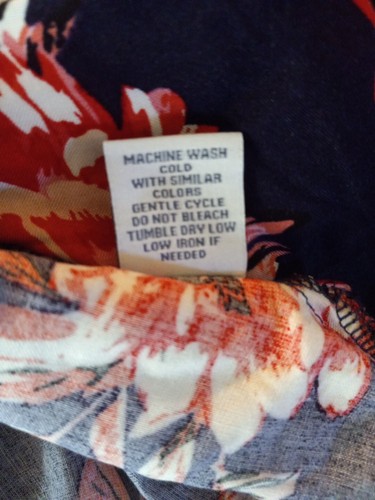 MACHINE WASH
COLD
WITH SIMILAR
COLORS
GENTLE CYCLE
DO NOT BLEACH
TUMBLE DRY LOW
LOW IRON IF
NEEDED